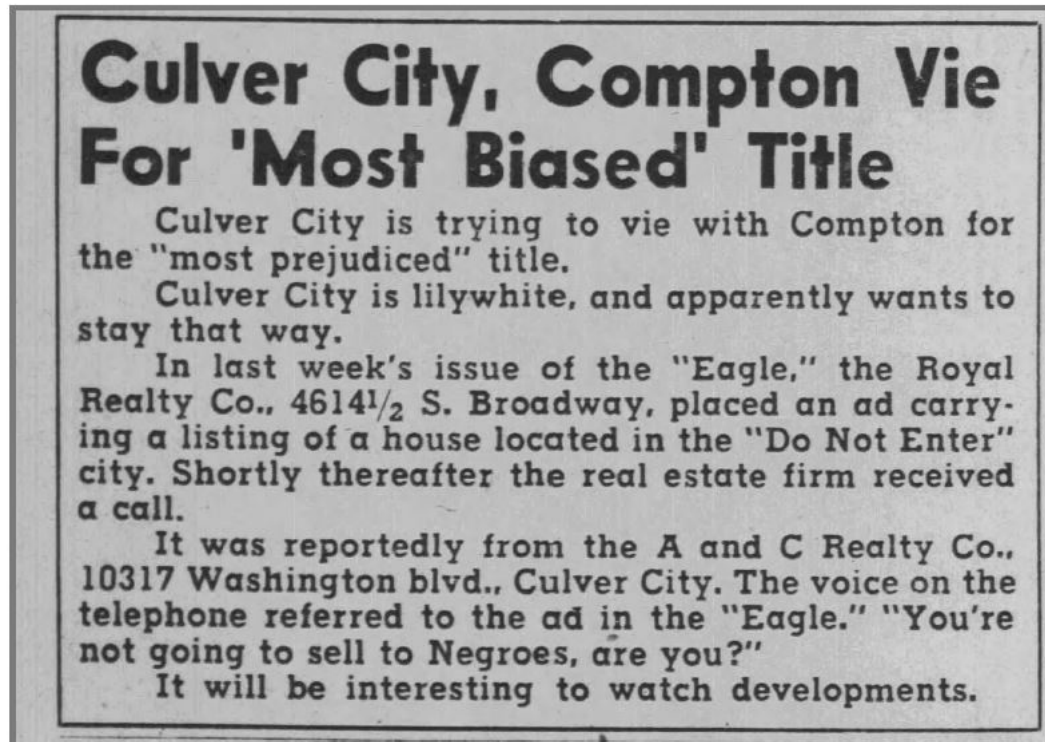 Culver City, Compton Vie
For 'Most Biased' Title
Culver City is trying to vie with Compton for
the "most prejudiced" title.
Culver City is lilywhite, and apparently wants to
stay that way.
In last week's issue of the "Eagle," the Royal
Realty Co., 4614½ S. Broadway, placed an ad carry-
ing a listing of a house located in the "Do Not Enter"
city. Shortly thereafter the real estate firm received
a call.
It was reportedly from the A and C Realty Co.,
10317 Washington blvd., Culver City. The voice on the
telephone referred to the ad in the "Eagle." "You're
not going to sell to Negroes, are you?"
It will be interesting to watch developments.